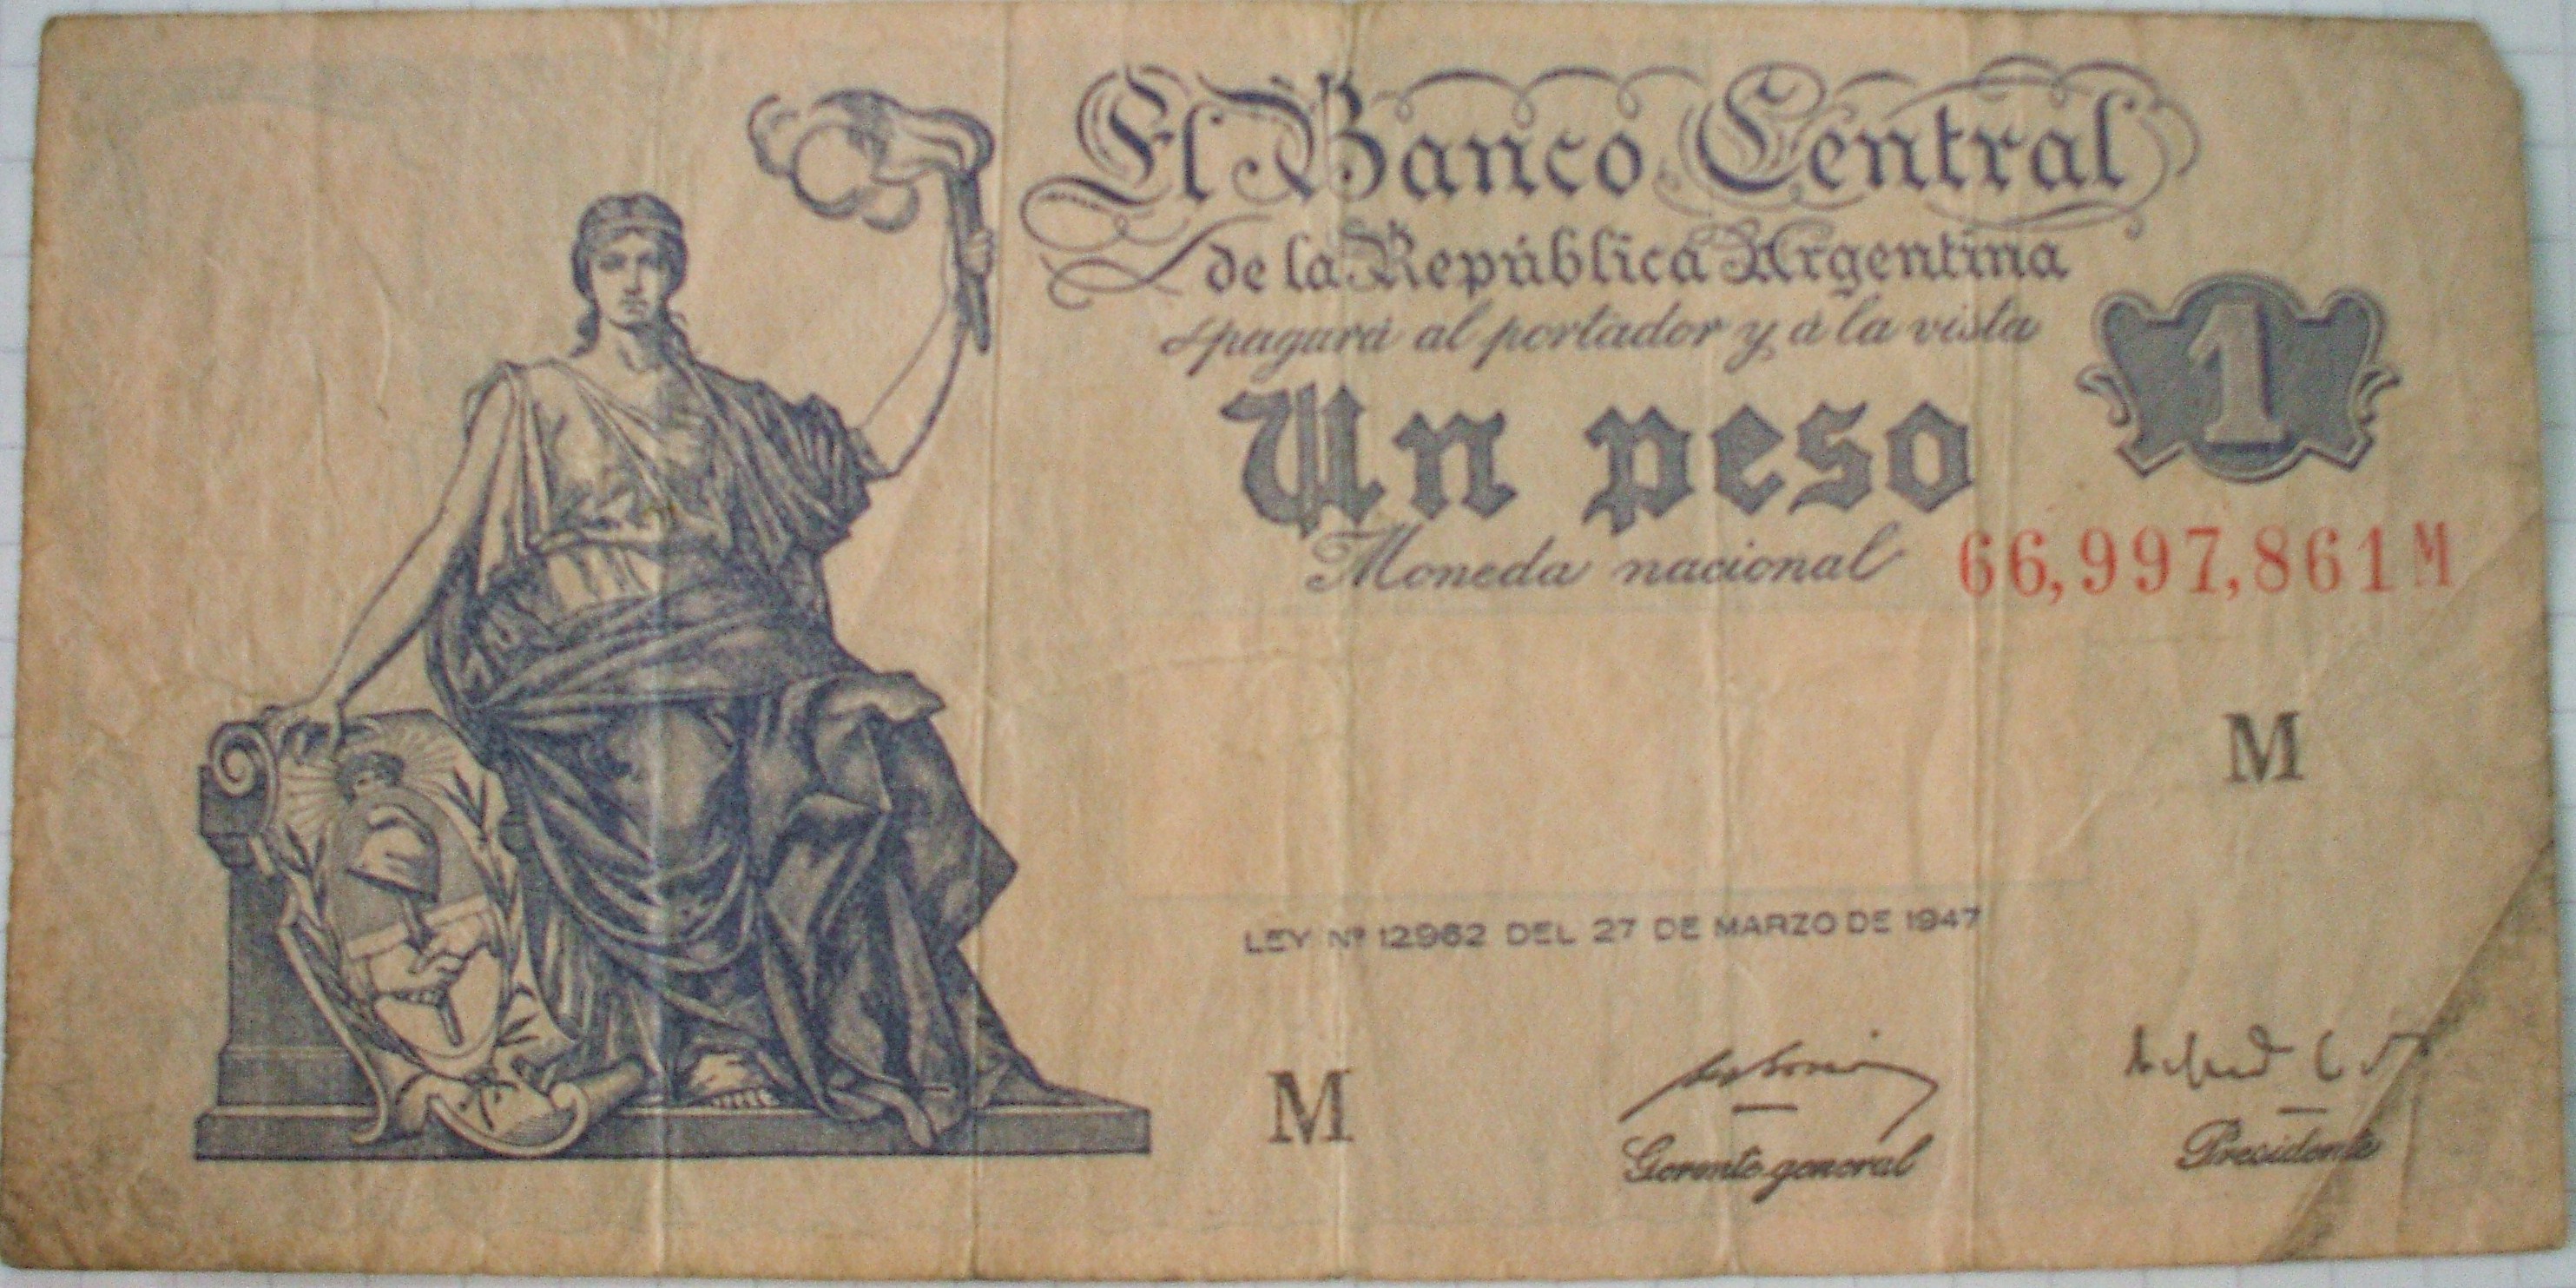 El Banco Central
de la República Argentina
pagará al portador y á la vista
Un peso
1
Moneda nacional
66,997,861M
M
LEY Nº 12962 DEL 27 DE MARZO DE 1947
M
Gerente general
Presidente